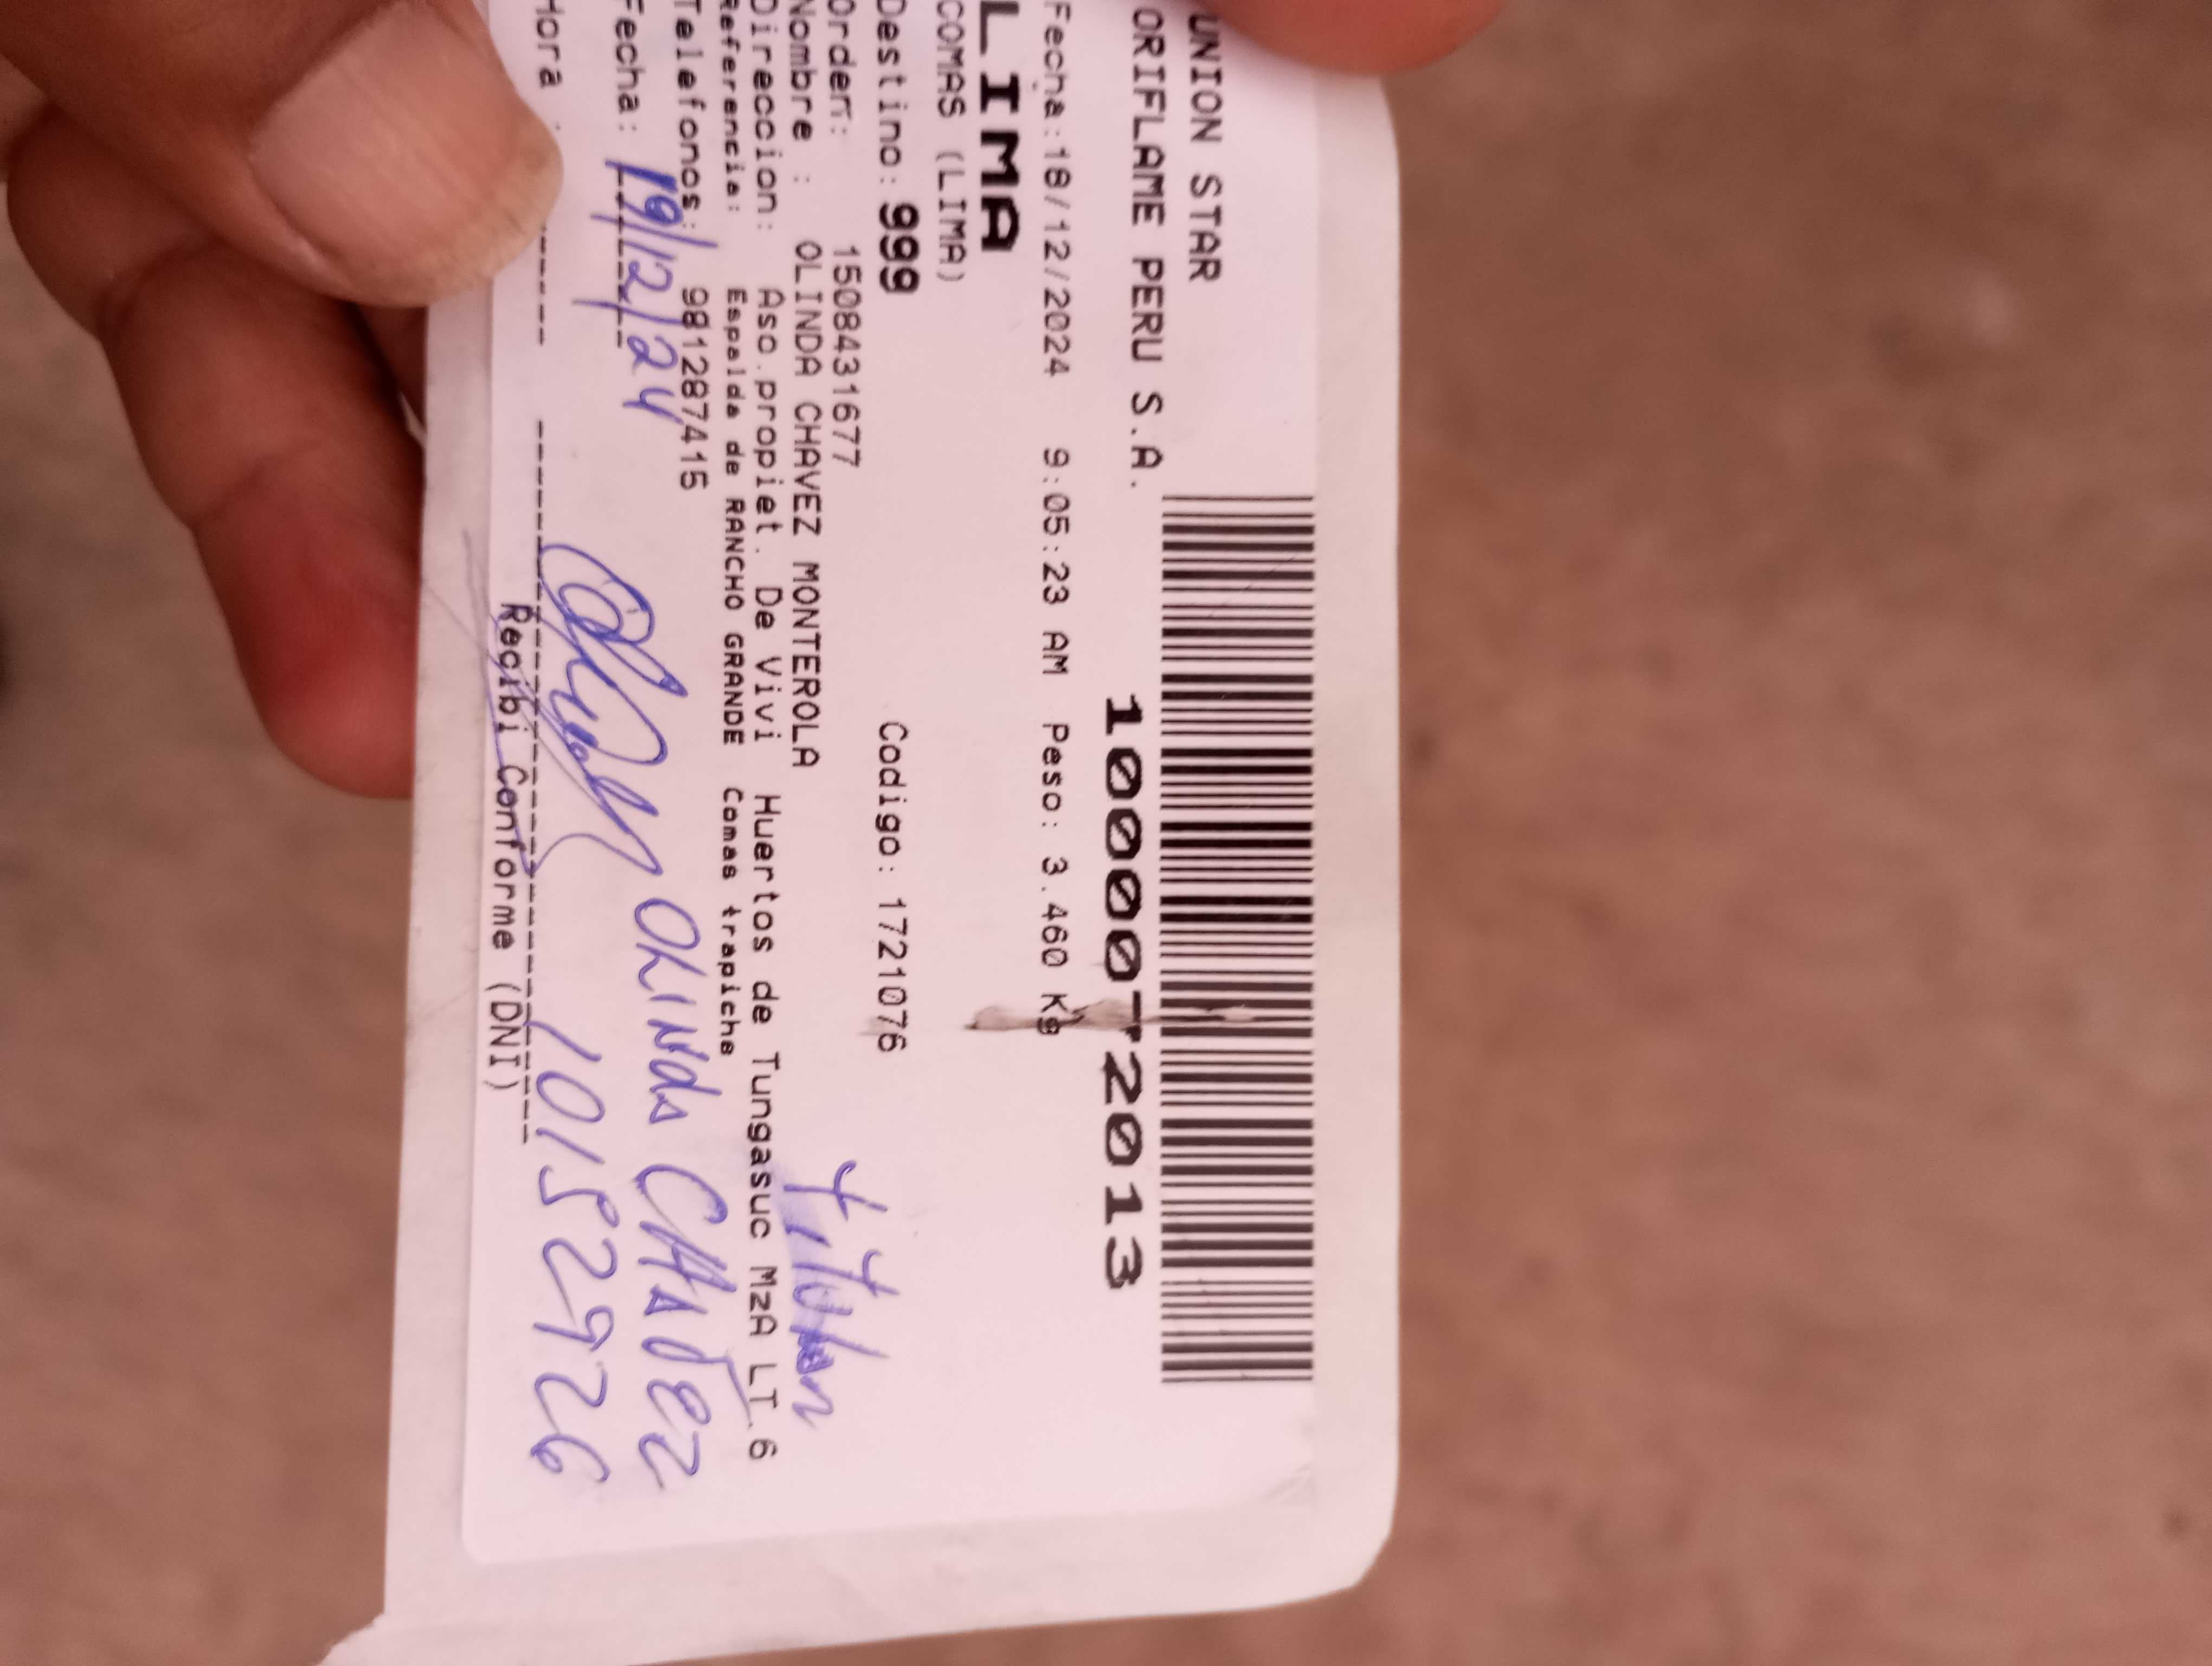 UNION STAR
ORIFLAME PERU S.A.
1000072013
Fecha:18/12/2024 9:05:23 AM Peso: 3.460 Kg
LIMA
COMAS (LIMA)
Destino: 999 Codigo: 1721076
Orden: 1508431677
Nombre : OLINDA CHAVEZ MONTEROLA
Titular
Direccion: Aso.propiet. De Vivi Huertos de Tungasuc MzA LT.6
Referencia: Espalda de RANCHO GRANDE Comas trapiche
Telefonos: 981287415
Fecha: 19/12/24 OLINDA CHAVEZ
Hora : 10152926
Recibi Conforme (DNI)